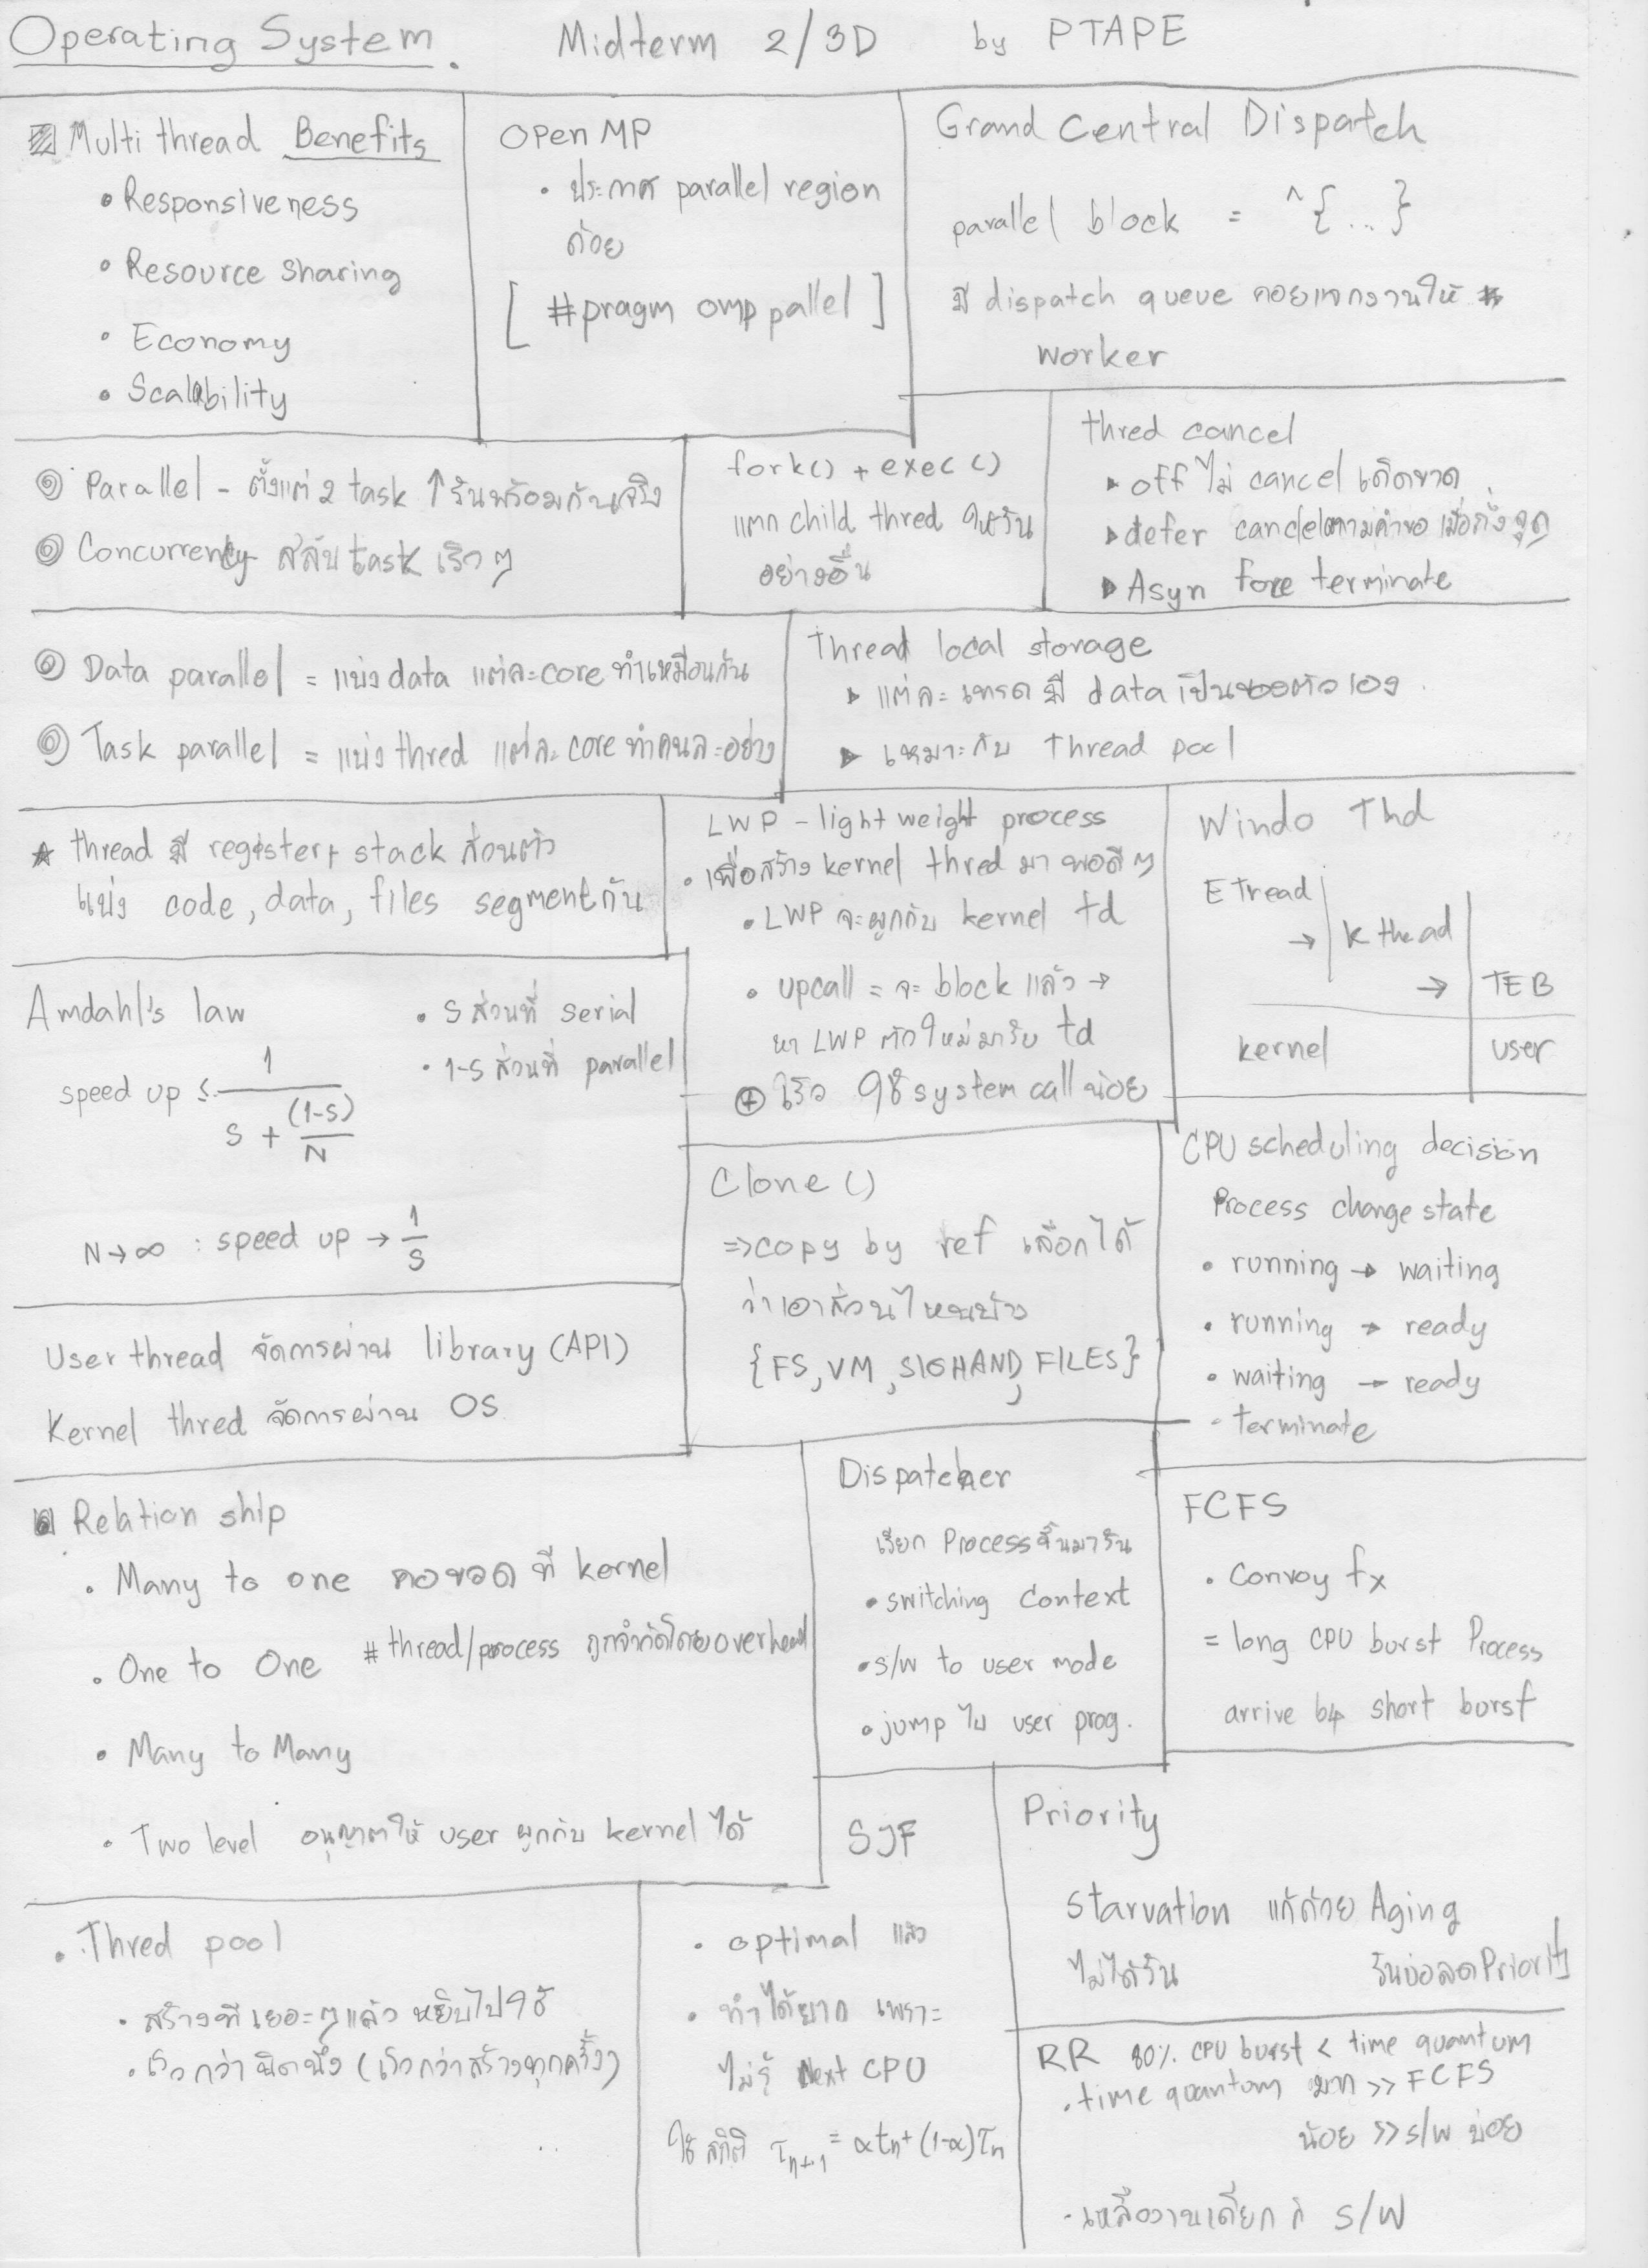 Operating System. Midterm 2/3D by PTAPE
Multi thread Benefits
• Responsiveness
• Resource sharing
• Economy
• Scalability
Open MP
• ประกาศ parallel region
ด้วย
[ #pragm omp pallel ]
Grand Central Dispatch
parallel block = ^{...}
มี dispatch queue คอยแจกงานให้
worker
Parallel - ตั้งแต่ 2 task ↑ รันพร้อมกันจริง
Concurrency สลับ task เร็วๆ
fork() + exec()
แตก child thred ให้รัน
อย่างอื่น
thred cancel
▸ off ไม่ cancel เด็ดขาด
▸ defer cancel ตามคำขอ เมื่อถึงจุด
▸ Asyn force terminate
Data parallel = แบ่ง data แต่ละ core ทำเหมือนกัน
Task parallel = แบ่ง thred แต่ละ core ทำคนละอย่าง
Thread local storage
▸ แต่ละเทรดมี data เป็นของตัวเอง
▸ เหมาะกับ Thread pool
★ thread มี register, stack ส่วนตัว
แบ่ง code, data, files segment กัน
LWP - light weight process
• เพื่อสร้าง kernel thred มาพอดีๆ
• LWP จะผูกกับ kernel td
• upcall = จะ block แล้ว →
หา LWP ตัวใหม่มารับ td
⊕ เร็ว ใช้ system call น้อย
Windo Thd
E Tread
→ k thead
→ TEB
kernel user
Amdahl's law
• S ส่วนที่ serial
• 1-S ส่วนที่ parallel
speed up ≤ 1 / (S + (1-S)/N)
N→∞ : speed up → 1/S
Clone()
⇒ copy by ref เลือกได้
ว่าเอาส่วนไหนบ้าง
{FS, VM, SIGHAND, FILES}
CPU scheduling decision
Process change state
• running → waiting
• running → ready
• waiting → ready
• terminate
User thread จัดการผ่าน library (API)
Kernel thred จัดการผ่าน OS
Relation ship
• Many to one คอขวดที่ kernel
• One to One # thread/process ถูกจำกัดโดย overhead
• Many to Many
• Two level อนุญาตให้ user ผูกกับ kernel ได้
Dispatcher
เรียก Process ขึ้นมารัน
• switching context
• s/w to user mode
• jump ไป user prog.
FCFS
• Convoy fx
= long CPU burst Process
arrive b4 short burst
• Thred pool
• สร้างทีเยอะๆแล้ว หยิบไปใช้
• เร็วกว่านิดนึง (เร็วกว่าสร้างทุกครั้ง)
SJF
• optimal แล้ว
• ทำได้ยาก เพราะ
ไม่รู้ Next CPU
ใช้สถิติ τn+1 = αtn + (1-α)τn
Priority
Starvation แก้ด้วย Aging
ไม่ได้รัน รันบ่อยลด Priority
RR 80% CPU burst < time quantum
• time quantum มาก >> FCFS
น้อย >> s/w บ่อย
- เหลืองานเดียวก็ s/w